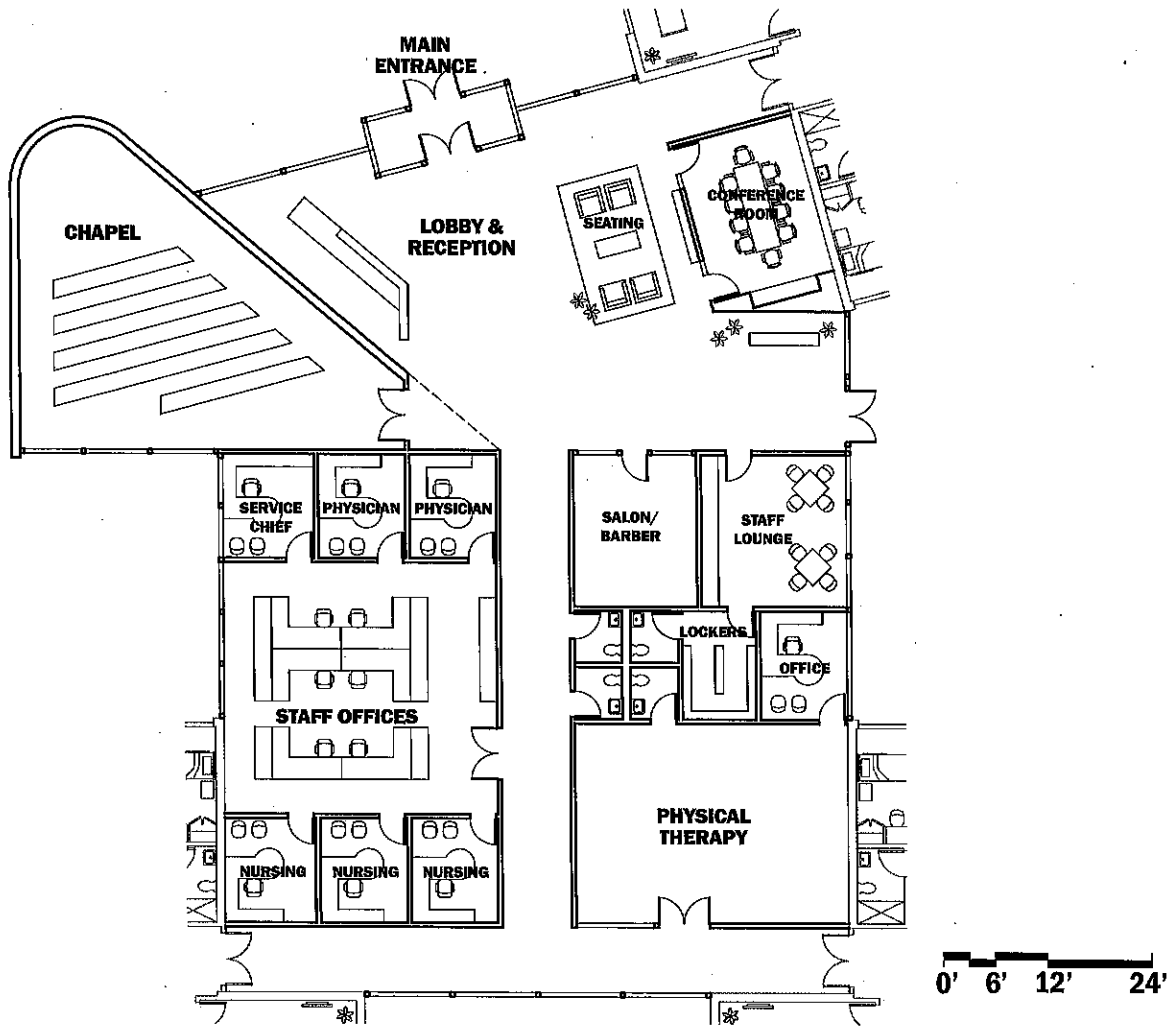 MAIN
ENTRANCE
CHAPEL
LOBBY &
RECEPTION
SEATING
CONFERENCE
ROOM
SERVICE
CHIEF
PHYSICIAN
PHYSICIAN
SALON/
BARBER
STAFF
LOUNGE
LOCKERS
OFFICE
STAFF OFFICES
PHYSICAL
THERAPY
NURSING
NURSING
NURSING
0' 6' 12' 24'